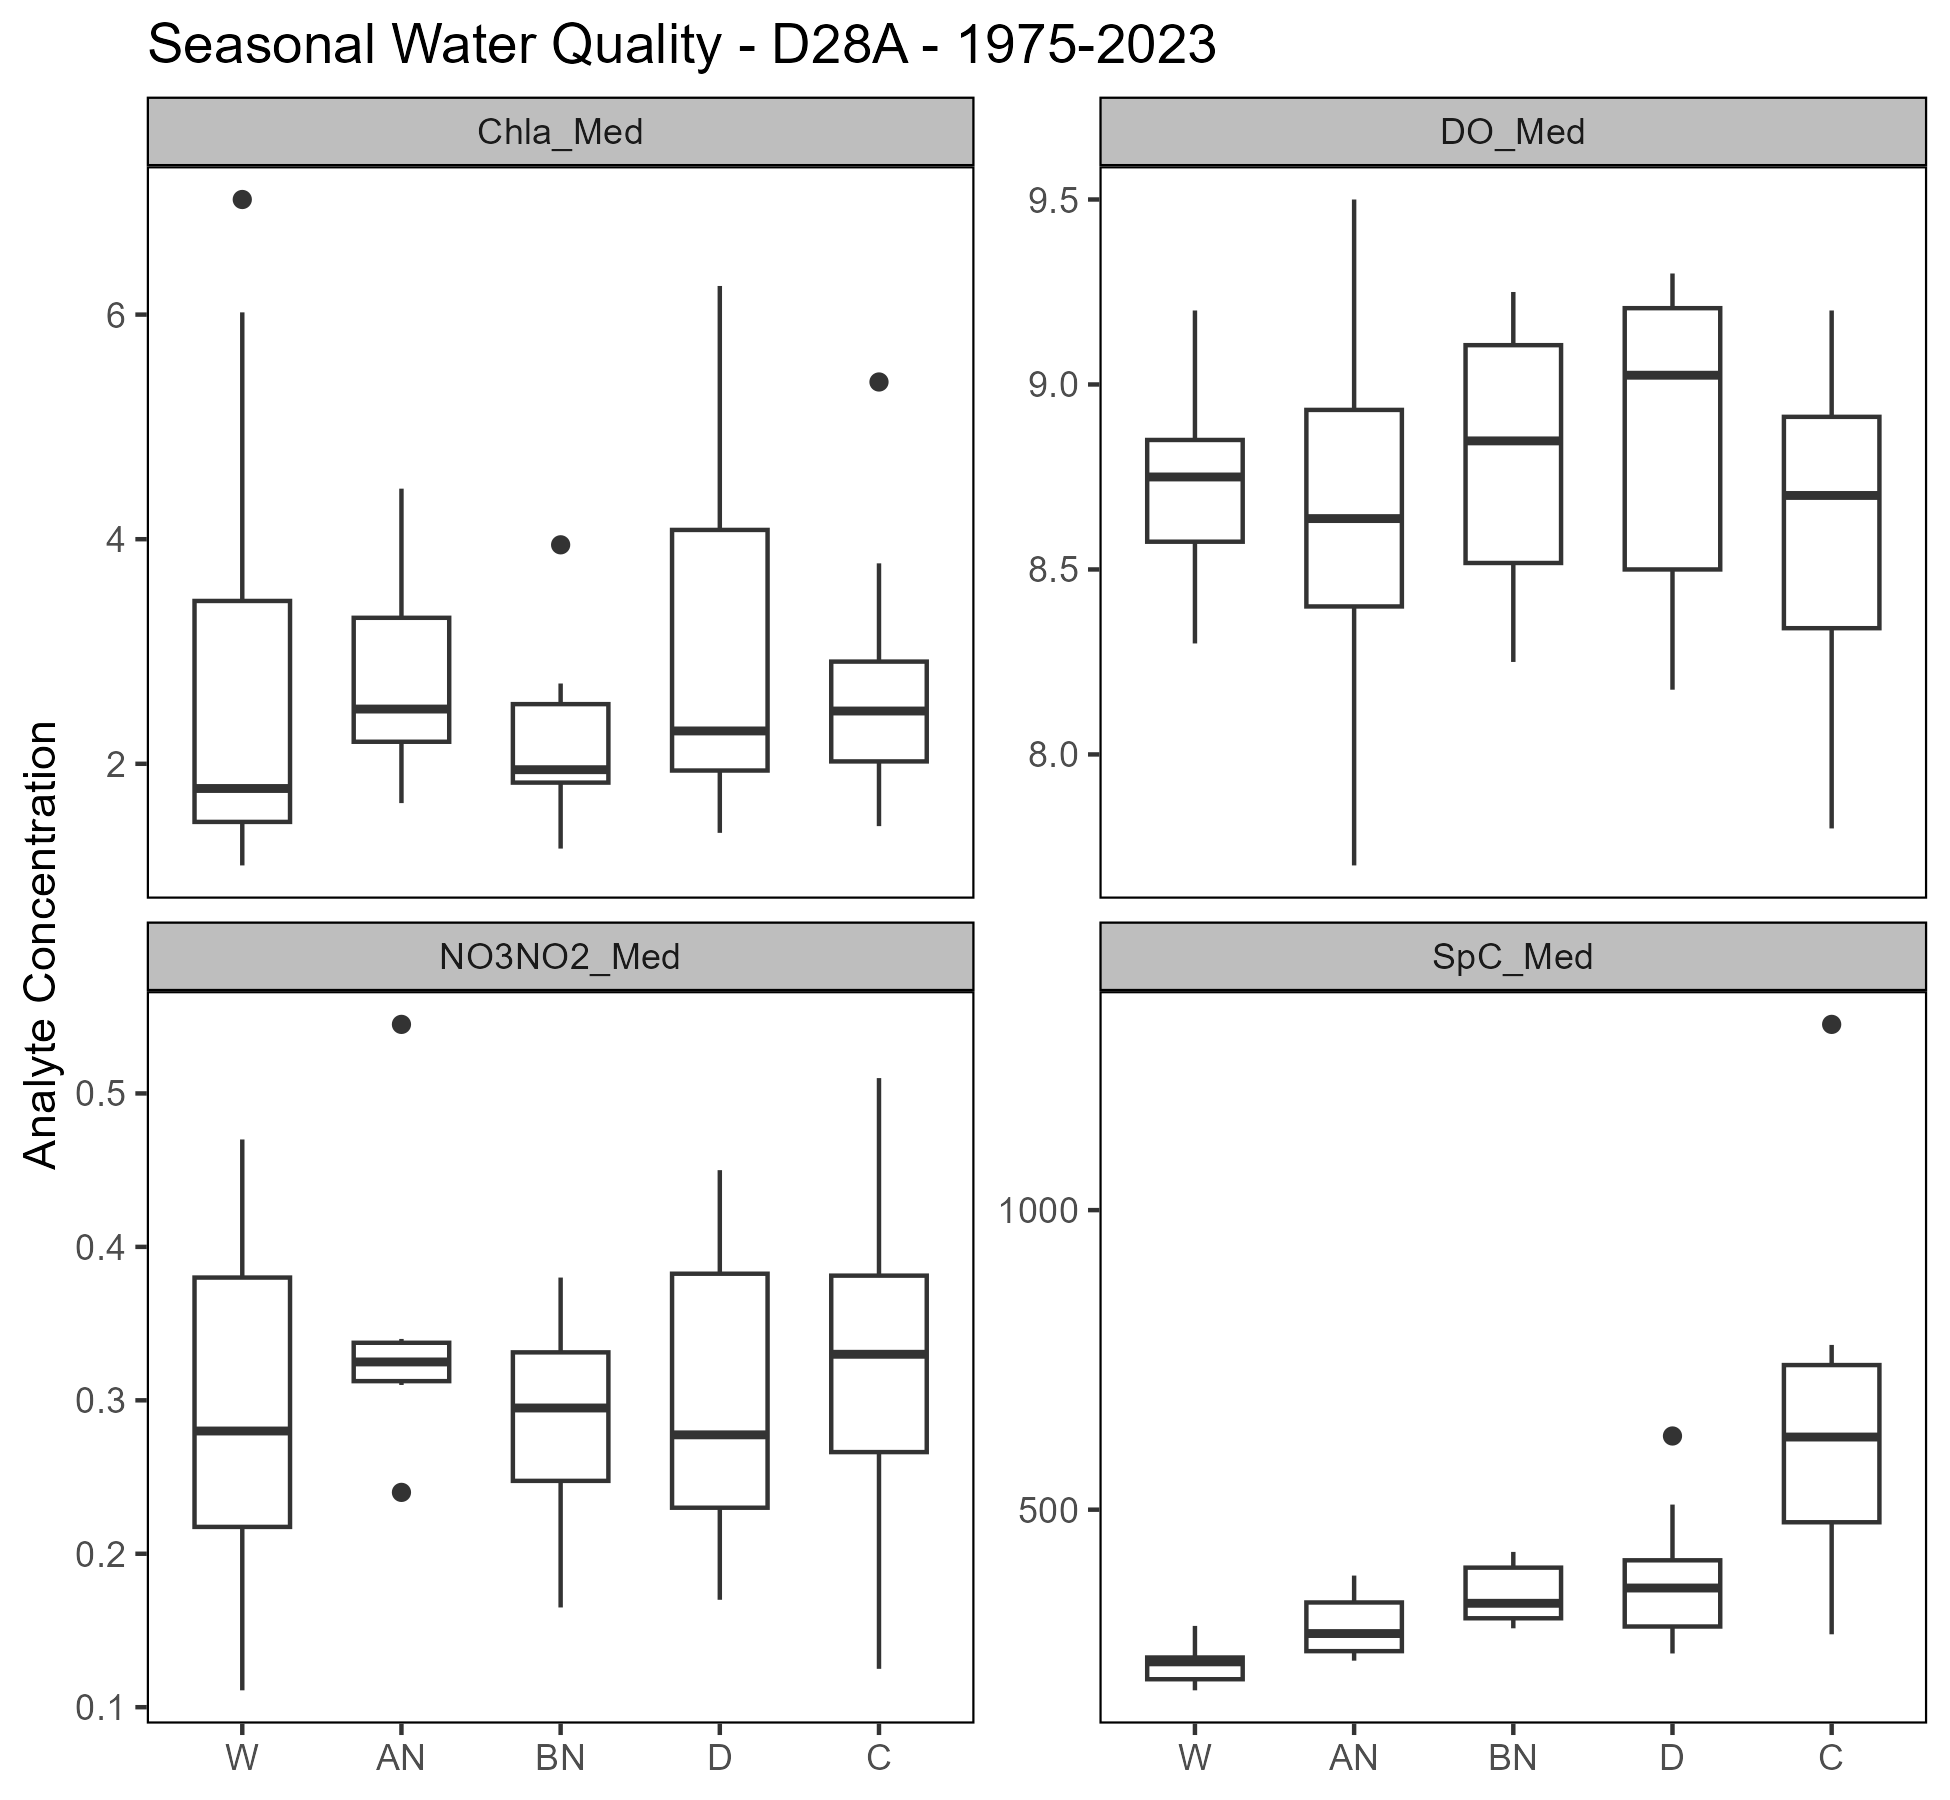 Seasonal Water Quality - D28A - 1975-2023
Chla_Med
DO_Med
6
4
2
9.5
9.0
8.5
8.0
Analyte Concentration
NO3NO2_Med
SpC_Med
0.5
0.4
0.3
0.2
0.1
1000
500
W AN BN D C
W AN BN D C